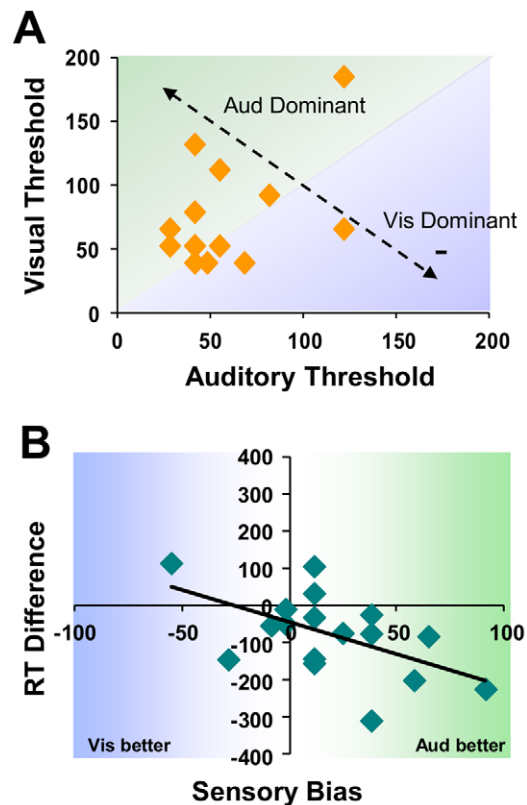 A
Visual Threshold
200
150
100
50
0
Aud Dominant
Vis Dominant
-
0 50 100 150 200
Auditory Threshold
B
RT Difference
400
300
200
100
0
-100
-200
-300
-400
-100 -50 0 50 100
Vis better
Aud better
Sensory Bias